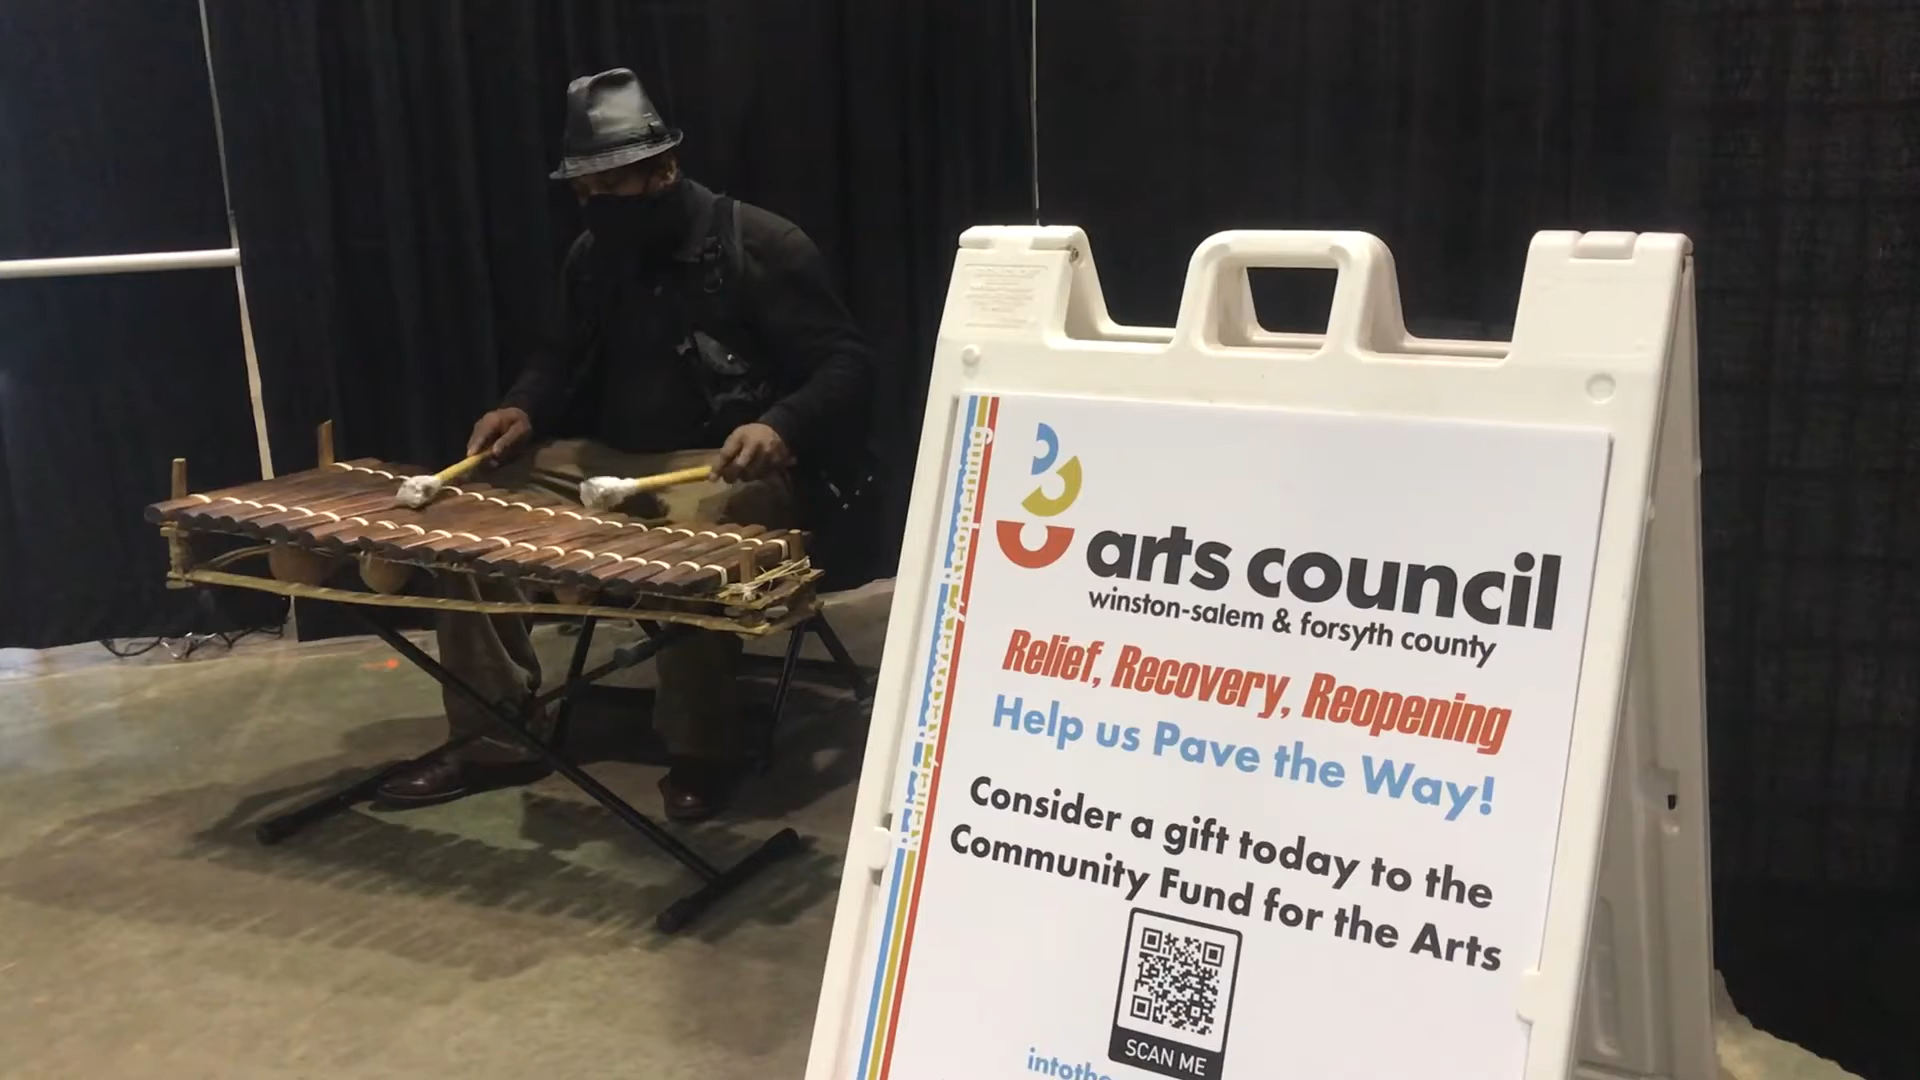 arts council
winston-salem & forsyth county
Relief, Recovery, Reopening
Help us Pave the Way!
Consider a gift today to the
Community Fund for the Arts
SCAN ME